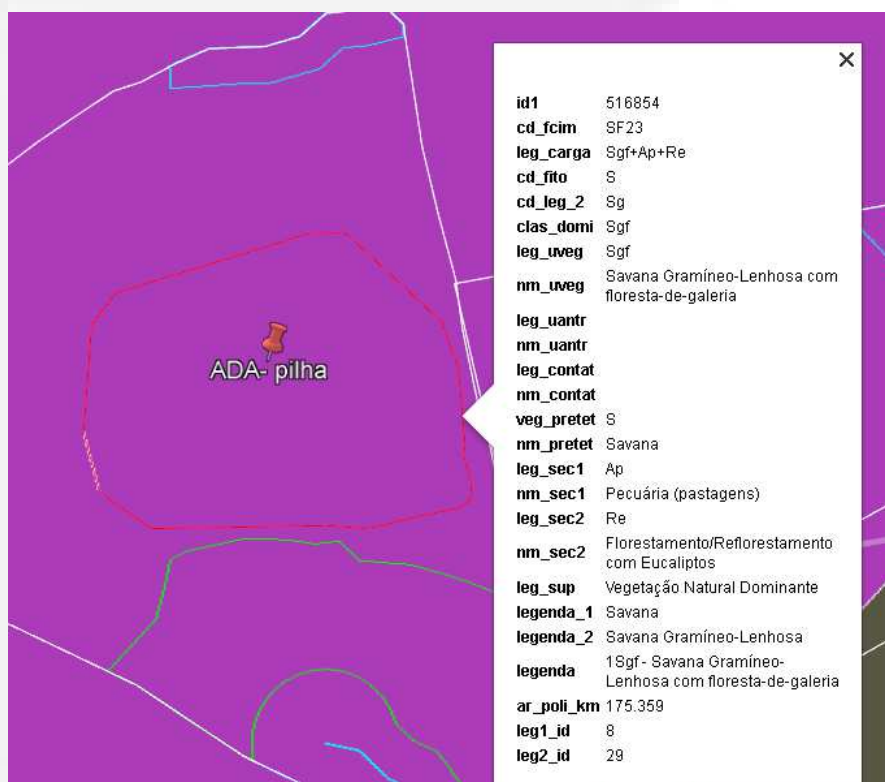 ADA- pilha
×
id1 516854
cd_fcim SF23
leg_carga Sgf+Ap+Re
cd_fito S
cd_leg_2 Sg
clas_domi Sgf
leg_uveg Sgf
nm_uveg Savana Gramíneo-Lenhosa com
floresta-de-galeria
leg_uantr
nm_uantr
leg_contat
nm_contat
veg_pretet S
nm_pretet Savana
leg_sec1 Ap
nm_sec1 Pecuária (pastagens)
leg_sec2 Re
nm_sec2 Florestamento/Reflorestamento
com Eucaliptos
leg_sup Vegetação Natural Dominante
legenda_1 Savana
legenda_2 Savana Gramíneo-Lenhosa
legenda 1Sgf - Savana Gramíneo-
Lenhosa com floresta-de-galeria
ar_poli_km 175.359
leg1_id 8
leg2_id 29